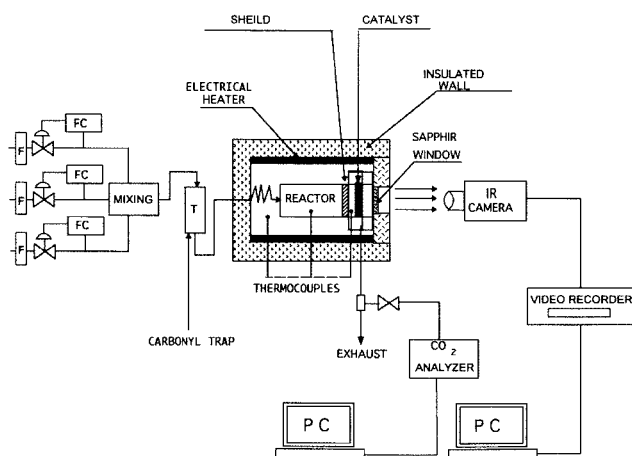 SHEILD
CATALYST
INSULATED
WALL
ELECTRICAL
HEATER
SAPPHIR
WINDOW
FC
F
FC
F
FC
F
MIXING
T
REACTOR
IR
CAMERA
THERMOCOUPLES
CARBONYL TRAP
EXHAUST
VIDEO RECORDER
CO2
ANALYZER
PC
PC